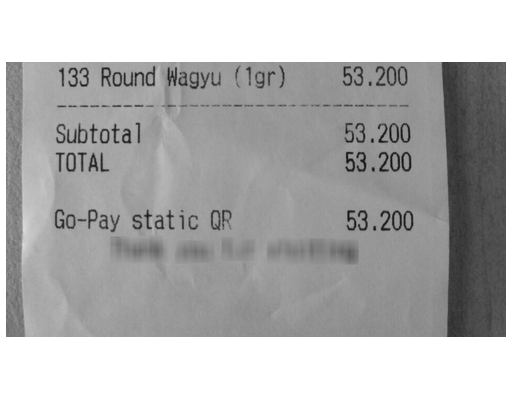 133 Round Wagyu (1gr) 53.200
--------------------------------------------
Subtotal 53.200
TOTAL 53.200
Go-Pay static QR 53.200